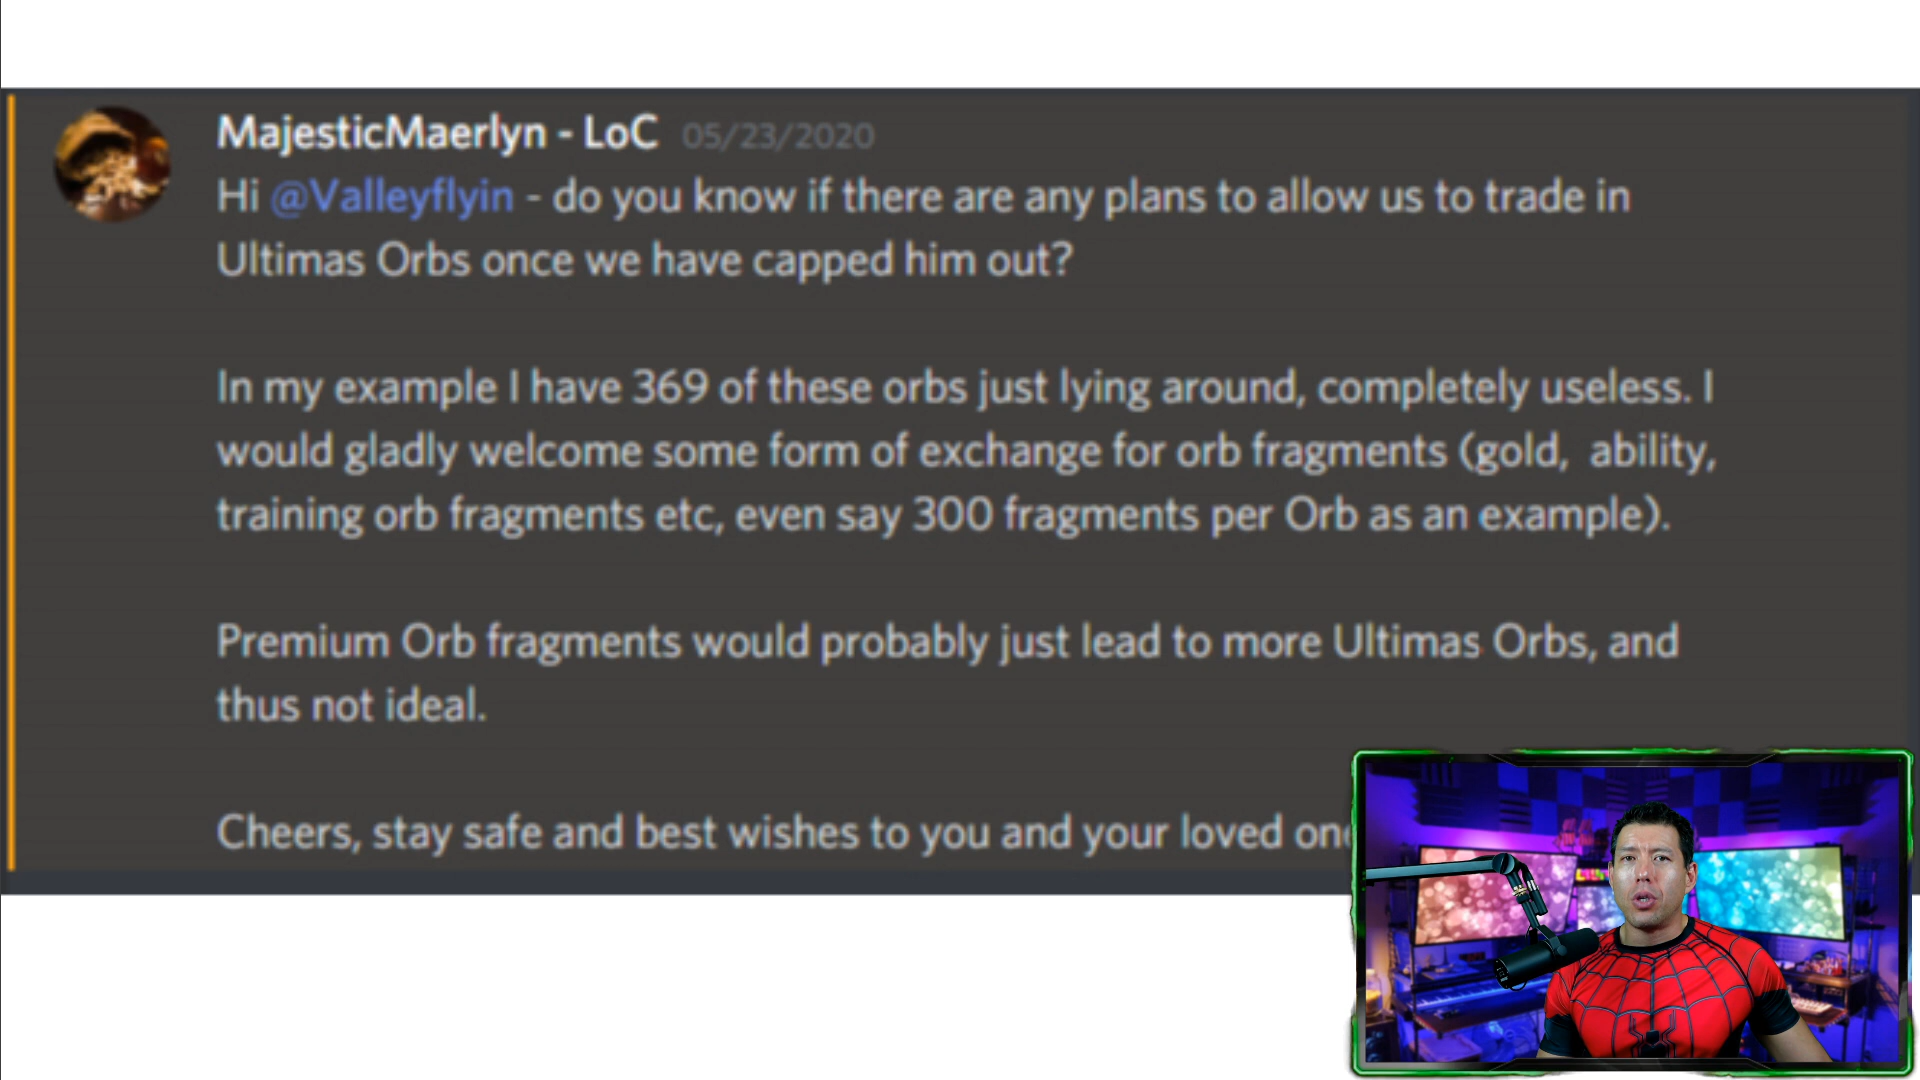 MajesticMaerlyn - LoC 05/23/2020
Hi @Valleyflyin - do you know if there are any plans to allow us to trade in
Ultimas Orbs once we have capped him out?
In my example I have 369 of these orbs just lying around, completely useless. I
would gladly welcome some form of exchange for orb fragments (gold, ability,
training orb fragments etc, even say 300 fragments per Orb as an example).
Premium Orb fragments would probably just lead to more Ultimas Orbs, and
thus not ideal.
Cheers, stay safe and best wishes to you and your loved